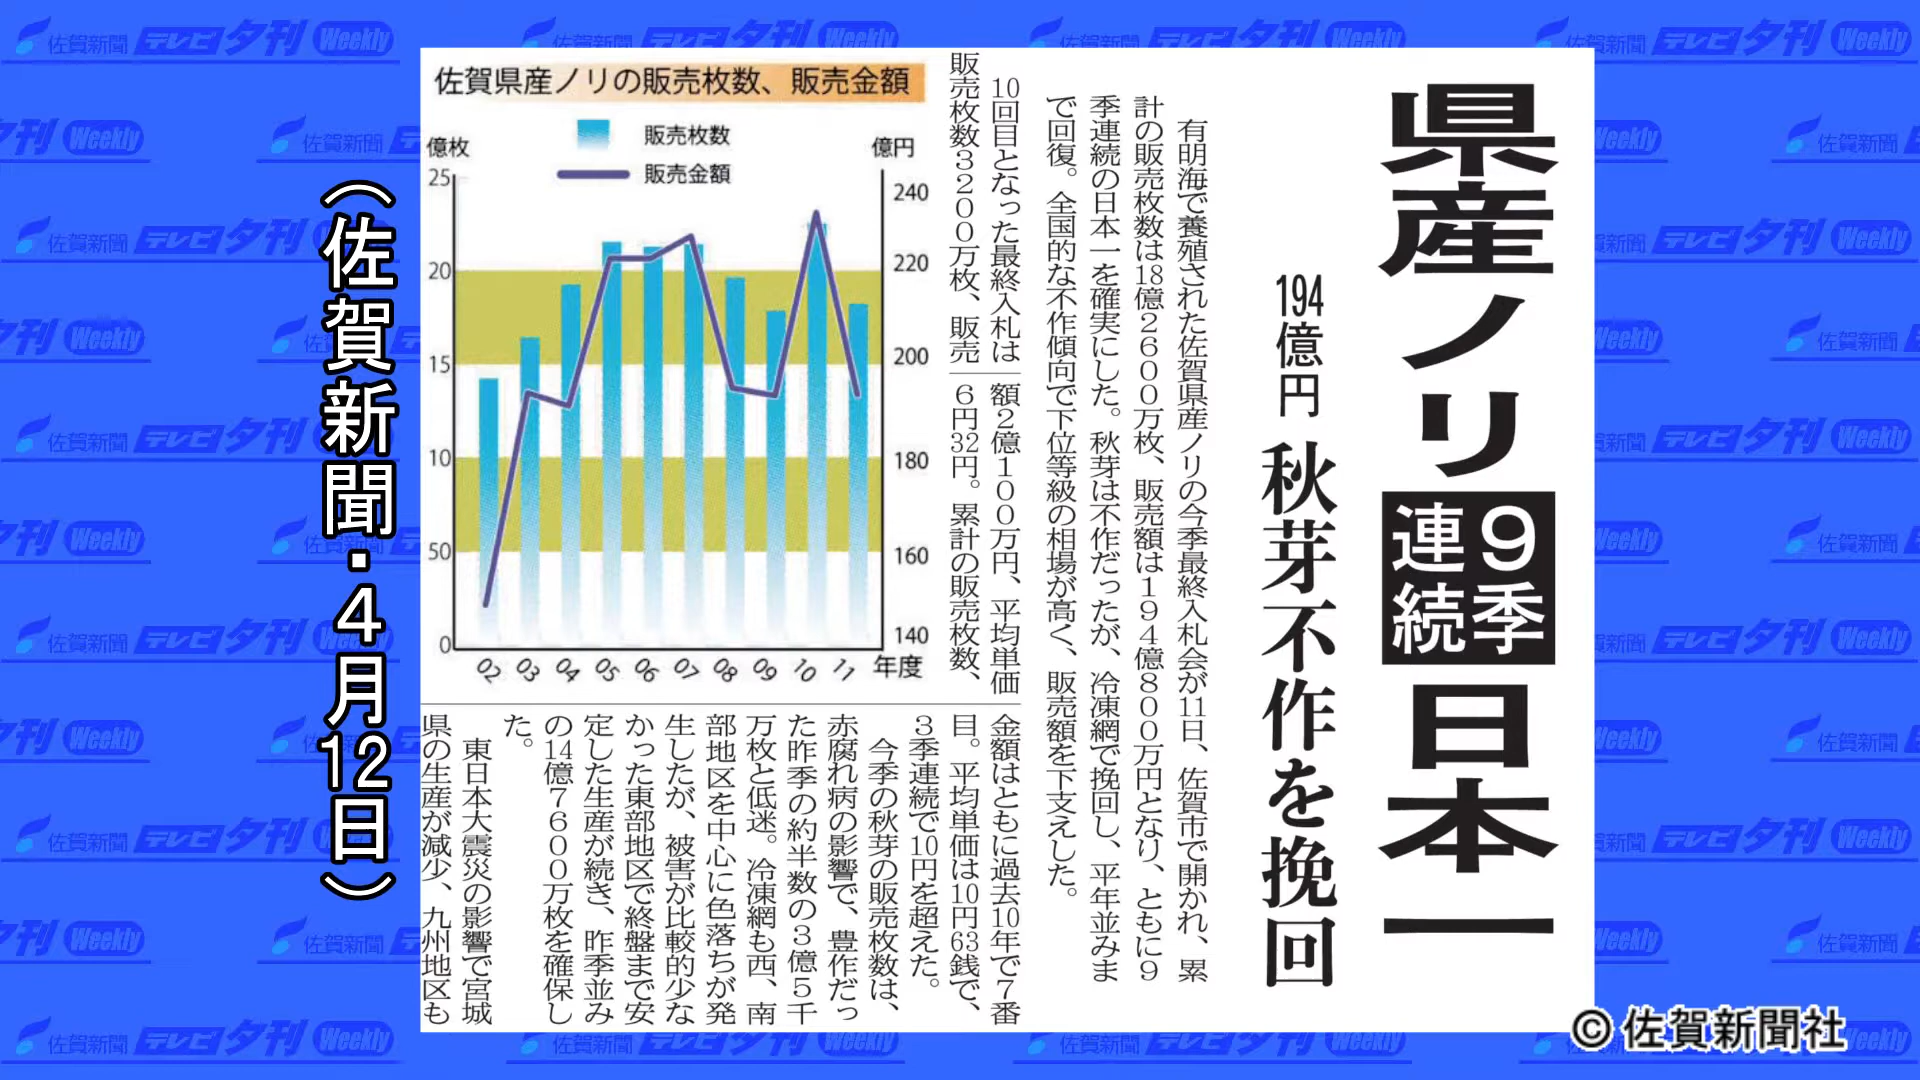 県産ノリ
9季連続
日本一
194億円
秋芽不作を挽回
有明海で養殖された佐賀県産ノリの今季最終入札会が11日、佐賀市で開かれ、累
計の販売枚数は18億2600万枚、販売額は194億800万円となり、ともに9
季連続の日本一を確実にした。秋芽は不作だったが、冷凍網で挽回し、平年並みま
で回復。全国的な不作傾向で下位等級の相場が高く、販売額を下支えした。
10回目となった最終入札は
販売枚数3200万枚、販売
額2億100万円、平均単価
6円32円。累計の販売枚数、
金額はともに過去10年で7番
目。平均単価は10円63銭で、
3季連続で10円を超えた。
今季の秋芽の販売枚数は、
赤腐れ病の影響で、豊作だっ
た昨季の約半数の3億5千
万枚と低迷。冷凍網も西、南
部地区を中心に色落ちが発
生したが、被害が比較的少な
かった東部地区で終盤まで安
定した生産が続き、昨季並み
の14億7600万枚を確保し
た。
東日本大震災の影響で宮城
県の生産が減少、九州地区も
佐賀県産ノリの販売枚数、販売金額
販売枚数
販売金額
億枚
億円
25
20
15
10
50
0
240
220
200
180
160
140
02 03 04 05 06 07 08 09 10 11 年度
（佐賀新聞・4月12日）
© 佐賀新聞社
佐賀新聞 テレビ夕刊 Weekly